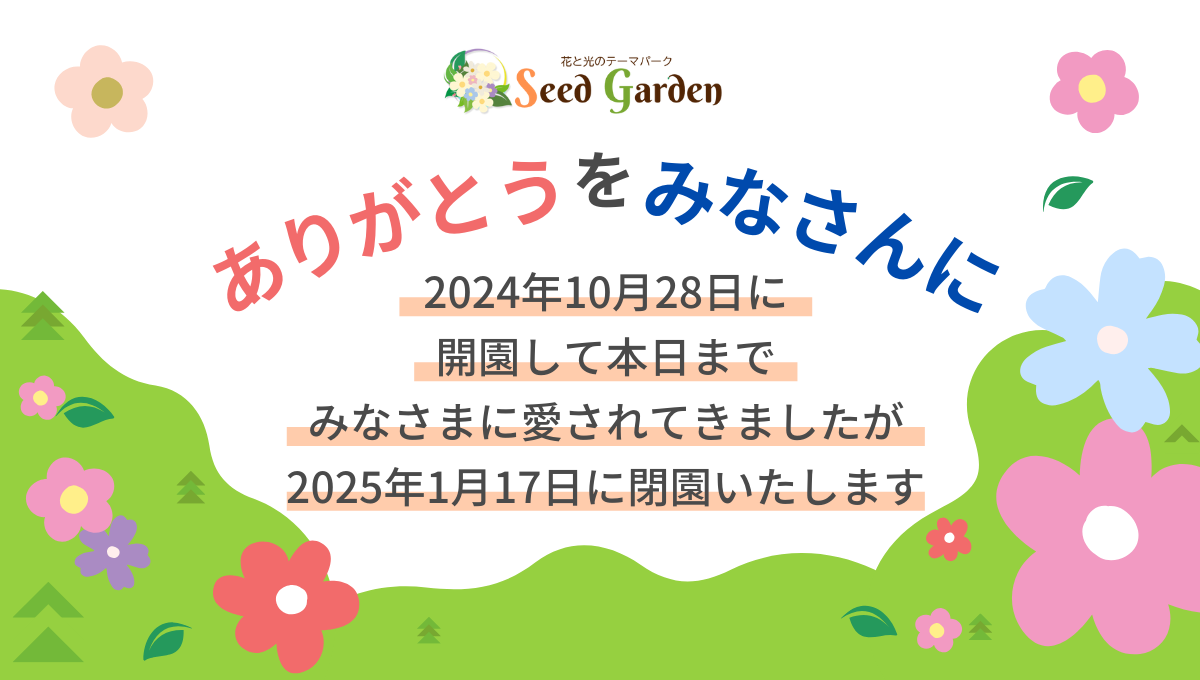 花と光のテーマパーク
Seed Garden
ありがとうをみなさんに
2024年10月28日に
開園して本日まで
みなさまに愛されてきましたが
2025年1月17日に閉園いたします